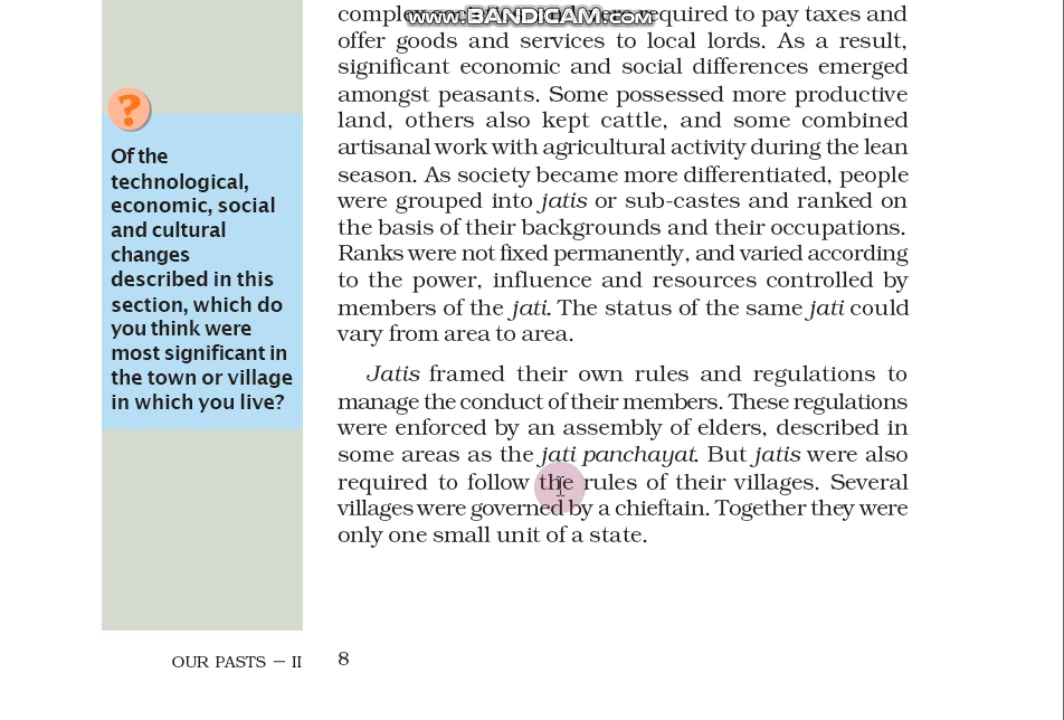 www.BANDICAM.com
complex required to pay taxes and
offer goods and services to local lords. As a result,
significant economic and social differences emerged
amongst peasants. Some possessed more productive
land, others also kept cattle, and some combined
artisanal work with agricultural activity during the lean
season. As society became more differentiated, people
were grouped into jatis or sub-castes and ranked on
the basis of their backgrounds and their occupations.
Ranks were not fixed permanently, and varied according
to the power, influence and resources controlled by
members of the jati. The status of the same jati could
vary from area to area.
Jatis framed their own rules and regulations to
manage the conduct of their members. These regulations
were enforced by an assembly of elders, described in
some areas as the jati panchayat. But jatis were also
required to follow the rules of their villages. Several
villages were governed by a chieftain. Together they were
only one small unit of a state.
?
Of the
technological,
economic, social
and cultural
changes
described in this
section, which do
you think were
most significant in
the town or village
in which you live?
OUR PASTS – II 8